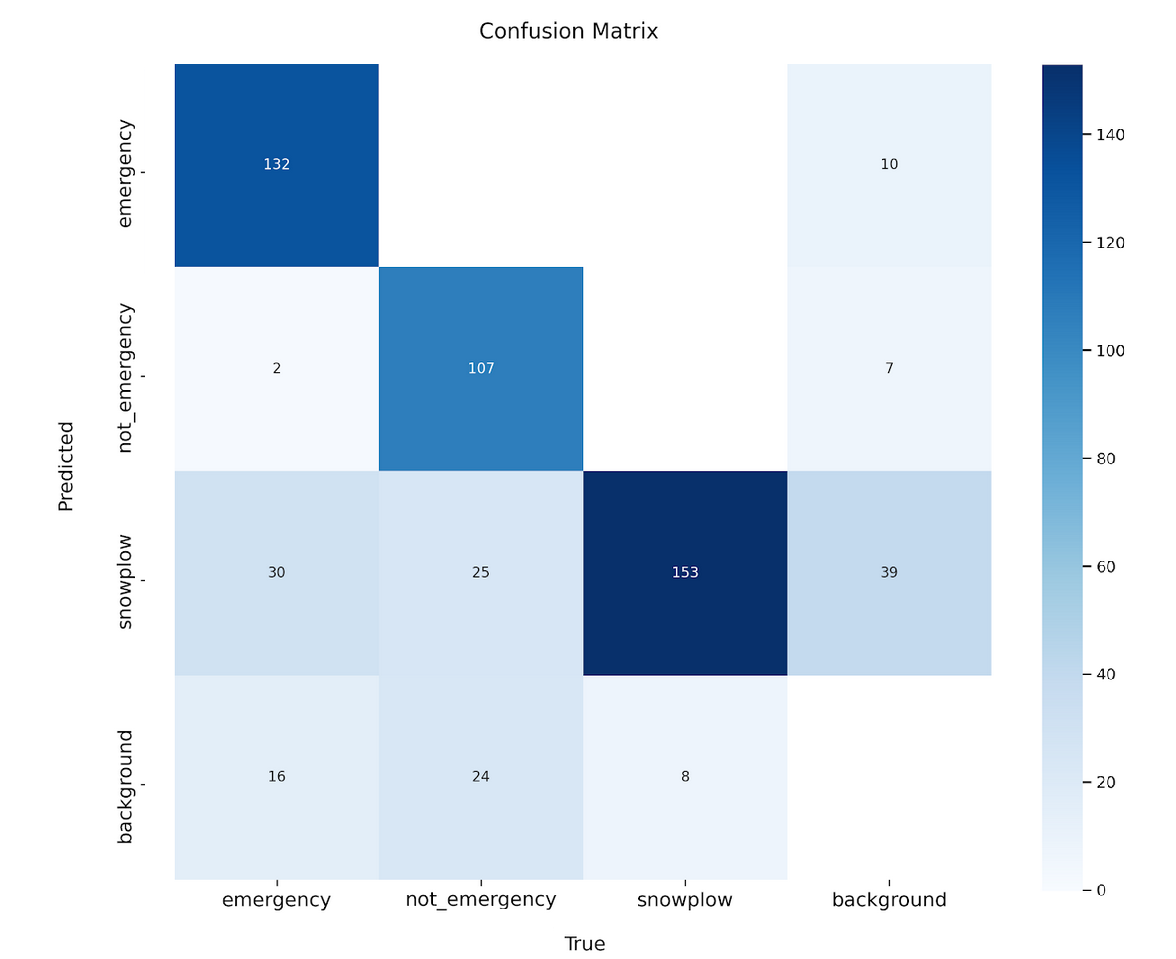 Confusion Matrix
emergency
132
10
not_emergency
2
107
7
snowplow
30
25
153
39
background
16
24
8
emergency
not_emergency
snowplow
background
Predicted
True
140
120
100
80
60
40
20
0